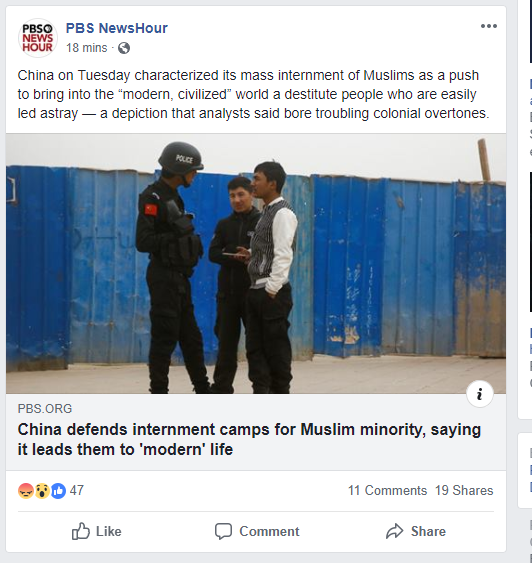 PBS
NEWS
HOUR
PBS NewsHour
18 mins ·
China on Tuesday characterized its mass internment of Muslims as a push
to bring into the “modern, civilized” world a destitute people who are easily
led astray — a depiction that analysts said bore troubling colonial overtones.
POLICE
i
PBS.ORG
China defends internment camps for Muslim minority, saying
it leads them to 'modern' life
47
11 Comments 19 Shares
Like Comment Share